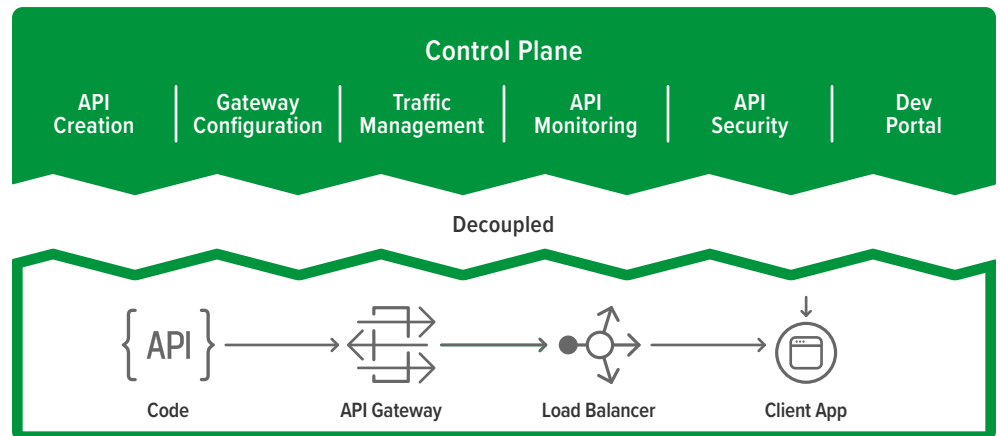 Control Plane
API
Creation
Gateway
Configuration
Traffic
Management
API
Monitoring
API
Security
Dev
Portal
Decoupled
{ API }
Code
API Gateway
Load Balancer
Client App